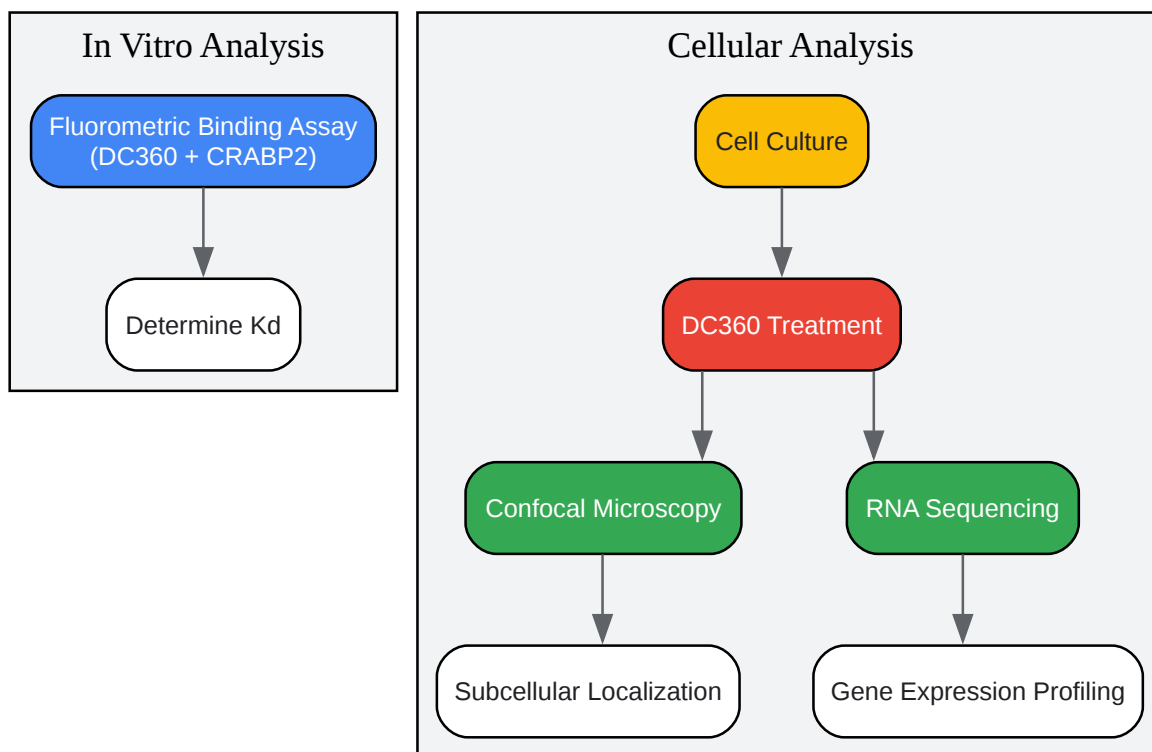 In Vitro Analysis
Fluorometric Binding Assay
(DC360 + CRABP2)
Determine Kd
Cellular Analysis
Cell Culture
DC360 Treatment
Confocal Microscopy
RNA Sequencing
Subcellular Localization
Gene Expression Profiling